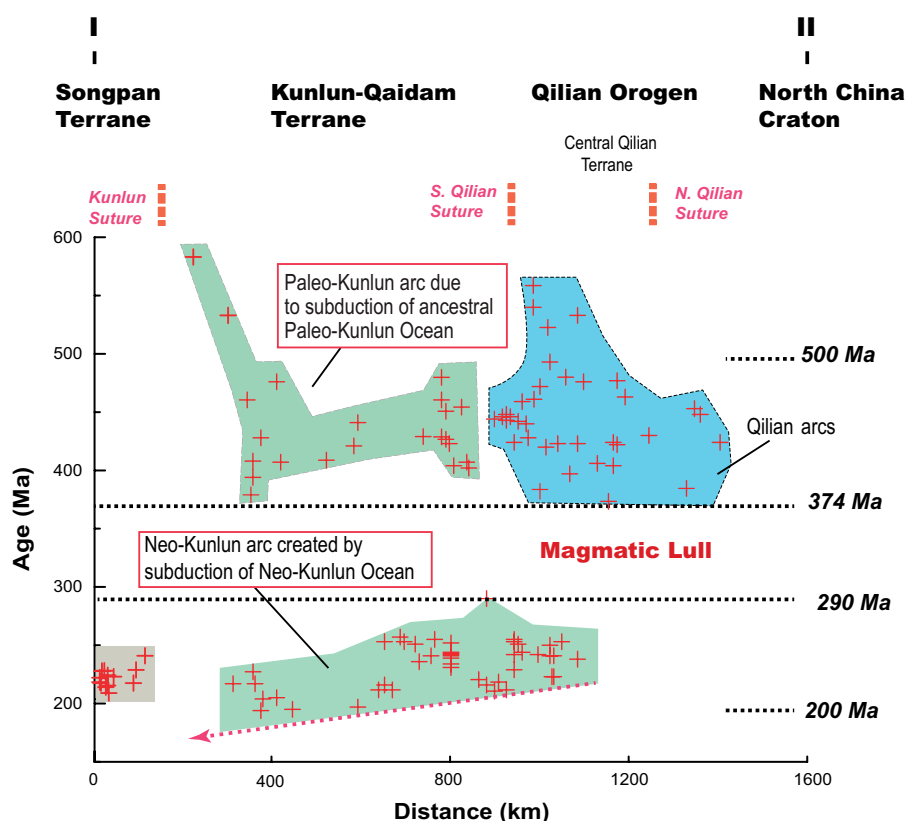 I
II
Songpan
Terrane
Kunlun-Qaidam
Terrane
Qilian Orogen
North China
Craton
Central Qilian
Terrane
Kunlun
Suture
S. Qilian
Suture
N. Qilian
Suture
600
500
400
300
200
Age (Ma)
Paleo-Kunlun arc due
to subduction of ancestral
Paleo-Kunlun Ocean
500 Ma
Qilian arcs
374 Ma
Neo-Kunlun arc created by
subduction of Neo-Kunlun Ocean
Magmatic Lull
290 Ma
200 Ma
0
400
800
1200
1600
Distance (km)